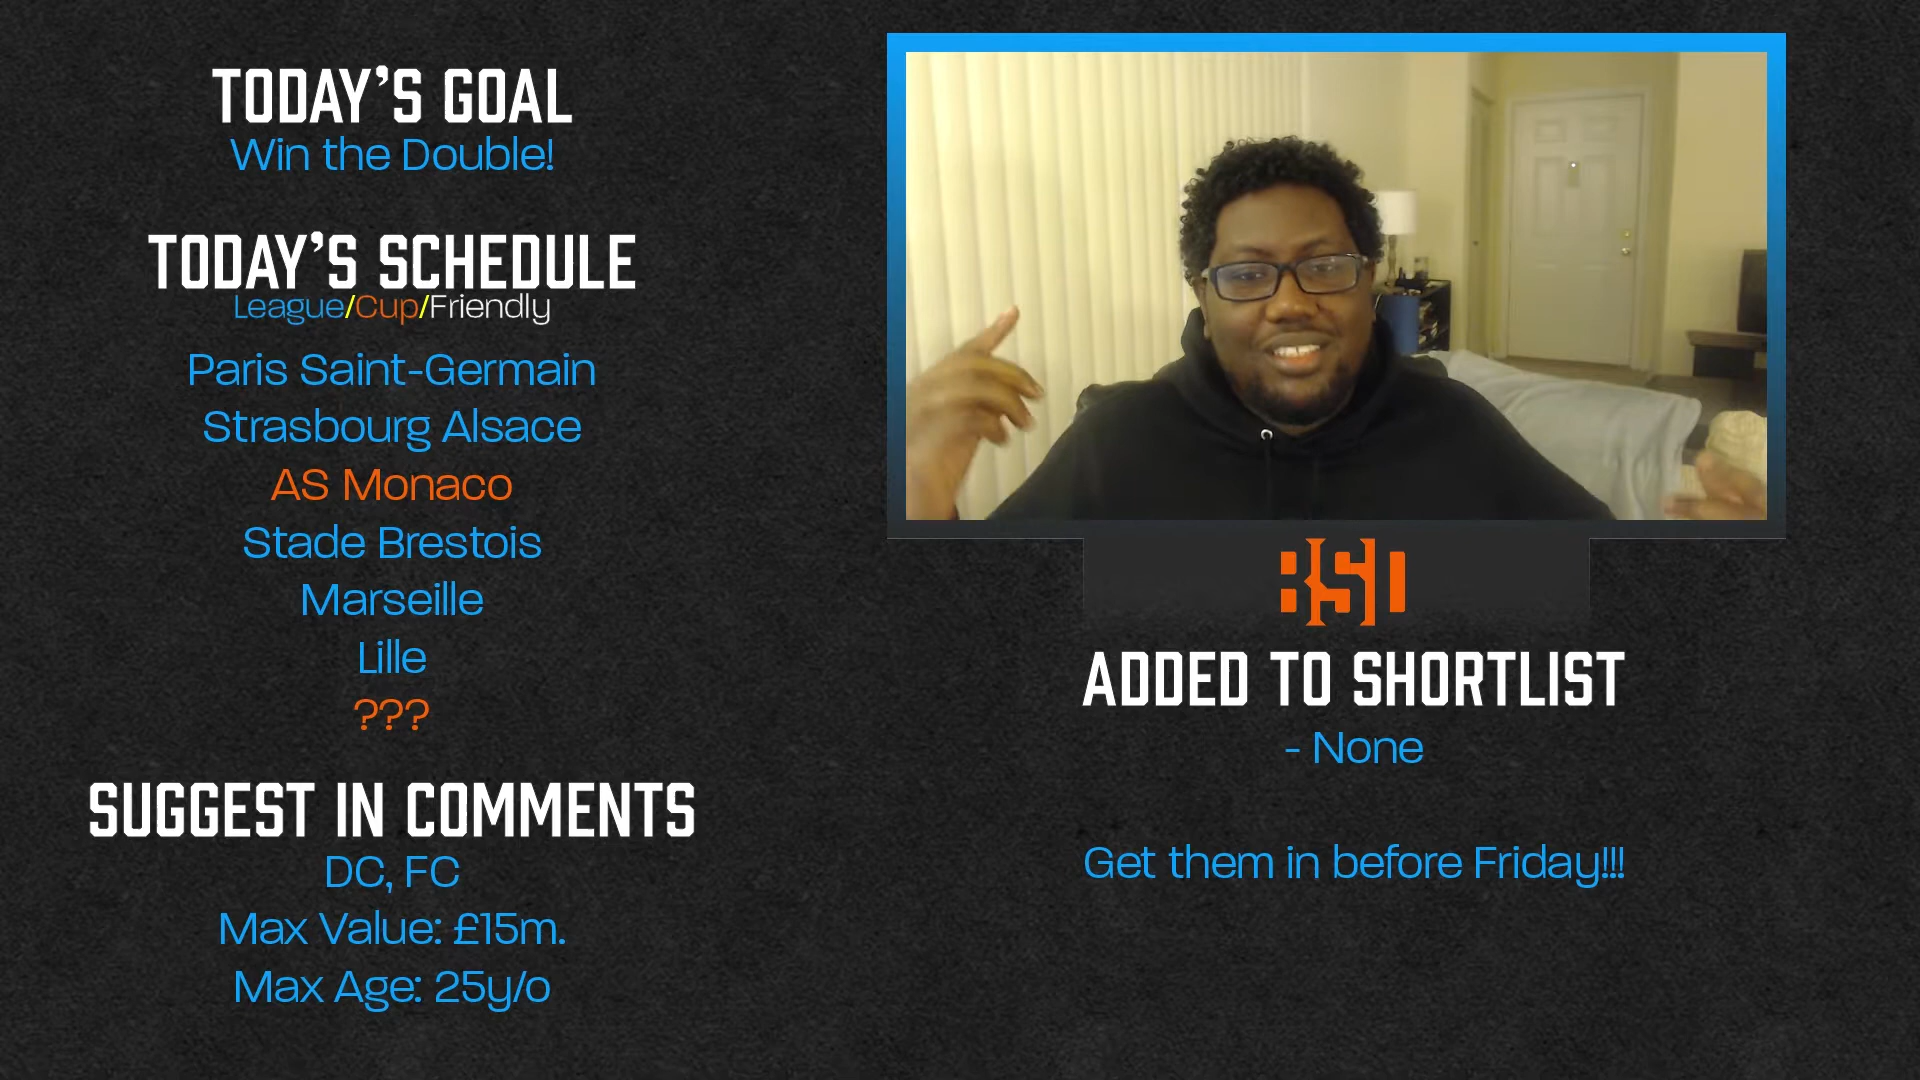 TODAY'S GOAL
Win the Double!
TODAY'S SCHEDULE
League/Cup/Friendly
Paris Saint-Germain
Strasbourg Alsace
AS Monaco
Stade Brestois
Marseille
Lille
???
SUGGEST IN COMMENTS
DC, FC
Max Value: £15m.
Max Age: 25y/o
BSD
ADDED TO SHORTLIST
- None
Get them in before Friday!!!